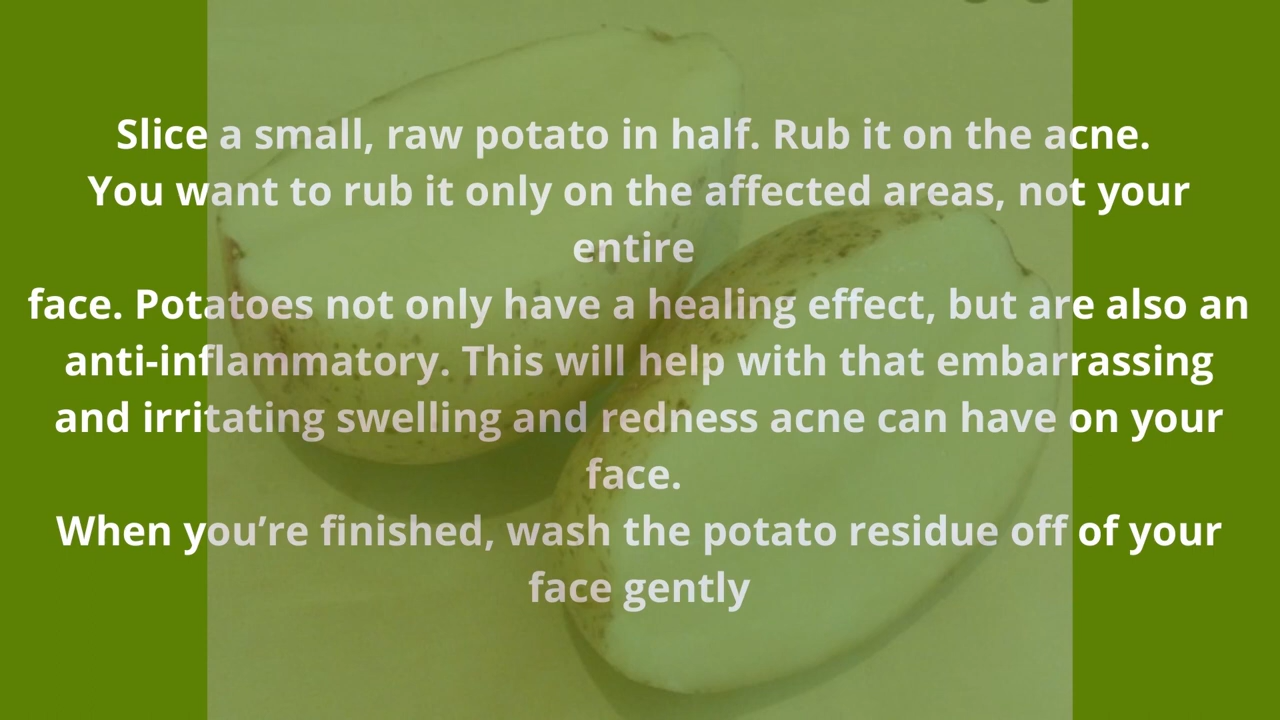 Slice a small, raw potato in half. Rub it on the acne.
You want to rub it only on the affected areas, not your
entire
face. Potatoes not only have a healing effect, but are also an
anti-inflammatory. This will help with that embarrassing
and irritating swelling and redness acne can have on your
face.
When you’re finished, wash the potato residue off of your
face gently